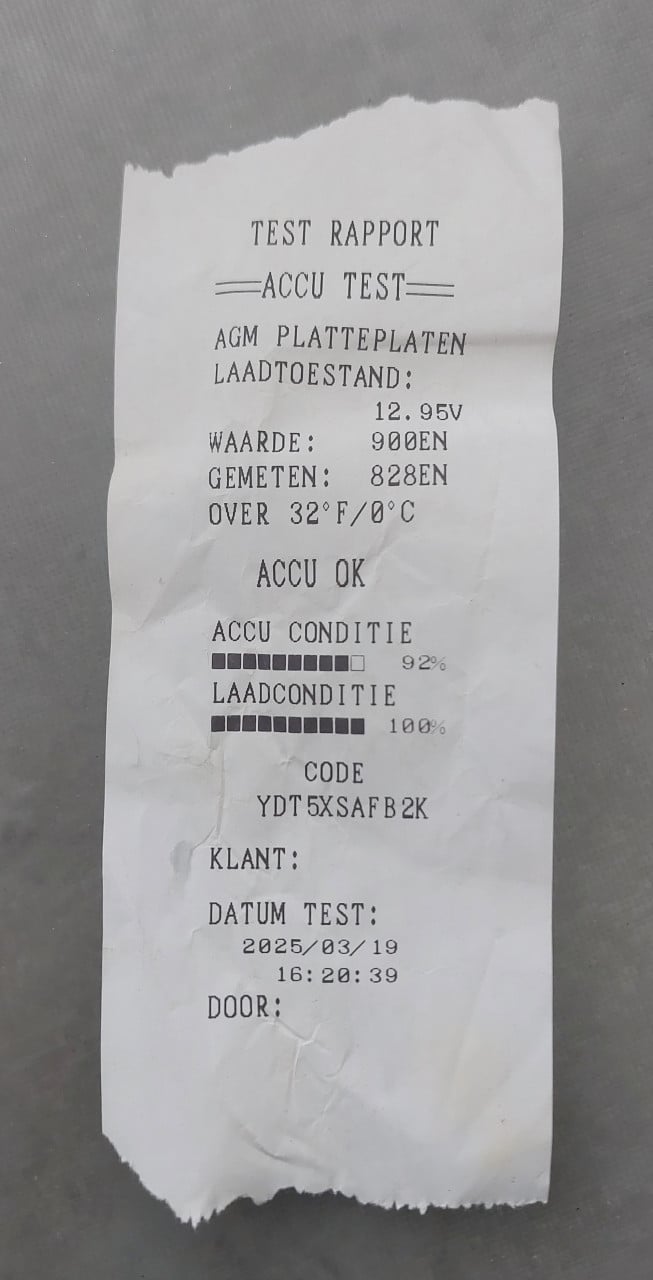 TEST RAPPORT
══ACCU TEST══
AGM PLATTEPLATEN
LAADTOESTAND:
12.95V
WAARDE: 900EN
GEMETEN: 828EN
OVER 32°F/0°C
ACCU OK
ACCU CONDITIE
■■■■■■■■■□ 92%
LAADCONDITIE
■■■■■■■■■■ 100%
CODE
YDT5XSAFB2K
KLANT:
DATUM TEST:
2025/03/19
16:20:39
DOOR: